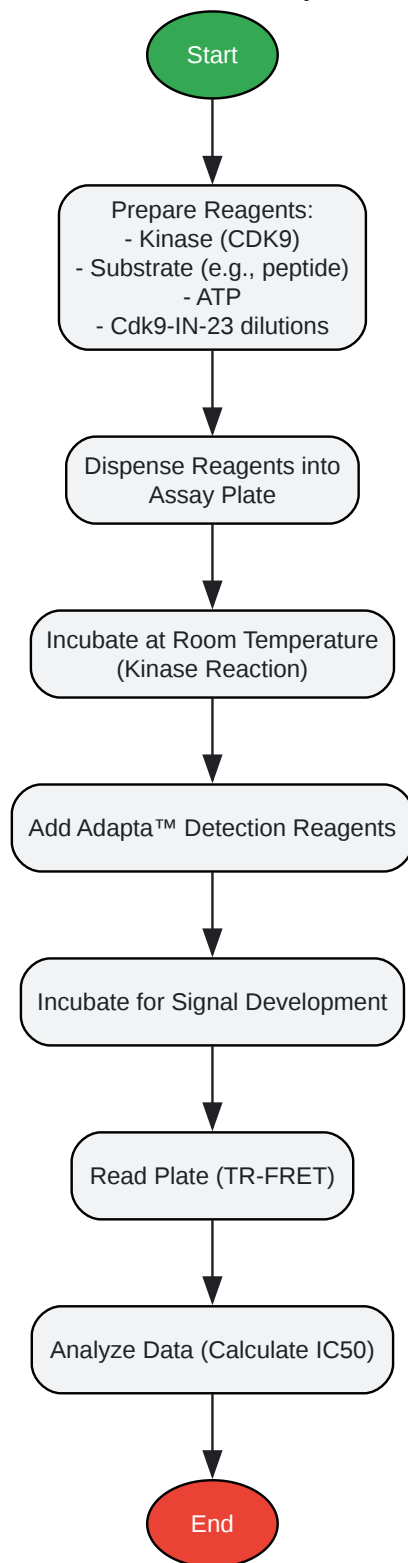 Start
Prepare Reagents:
- Kinase (CDK9)
- Substrate (e.g., peptide)
- ATP
- Cdk9-IN-23 dilutions
Dispense Reagents into
Assay Plate
Incubate at Room Temperature
(Kinase Reaction)
Add Adapta™ Detection Reagents
Incubate for Signal Development
Read Plate (TR-FRET)
Analyze Data (Calculate IC50)
End